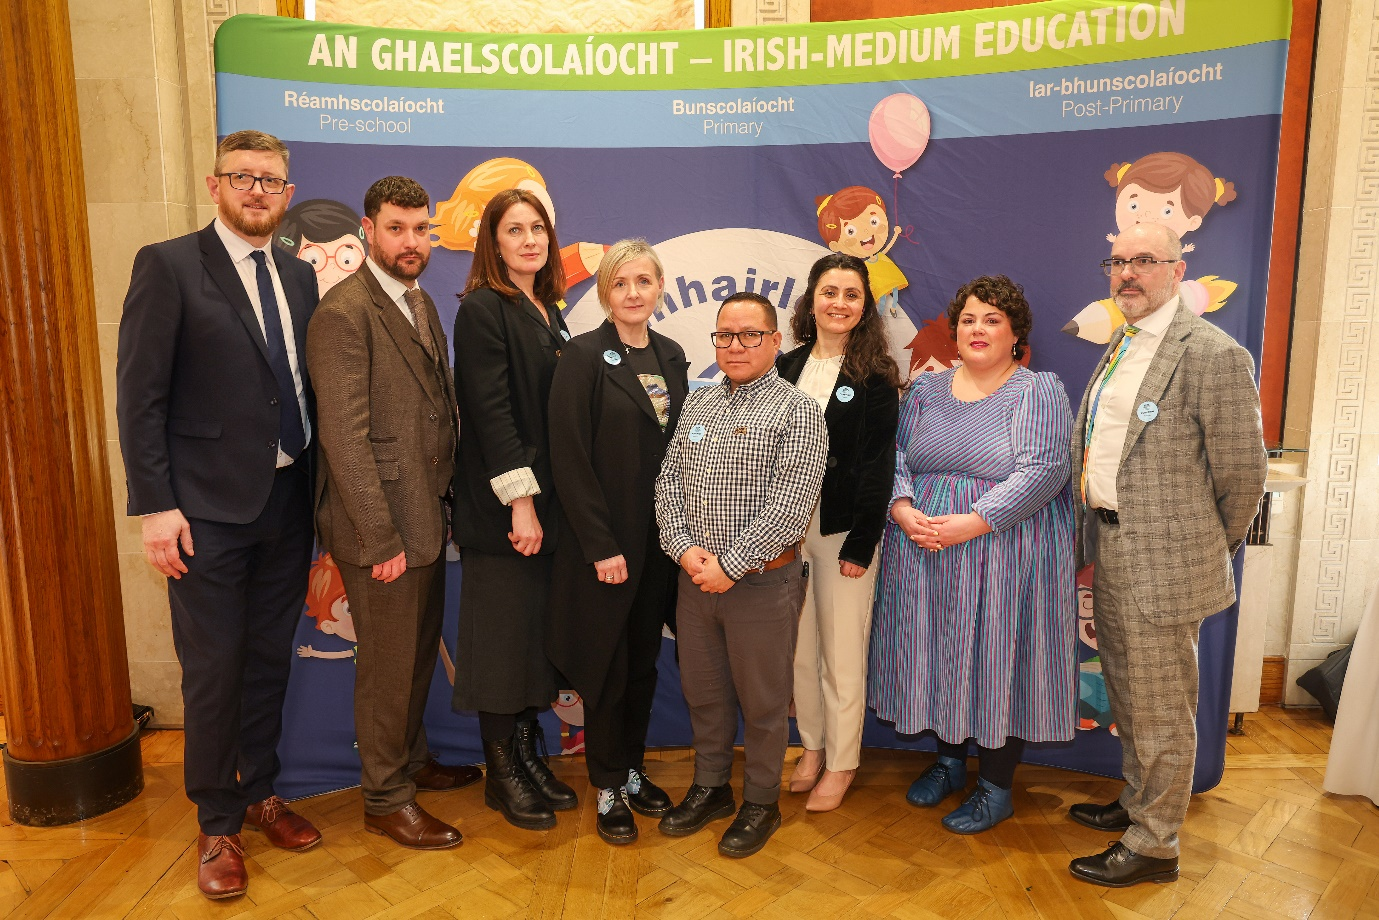 AN GHAELSCOLAÍOCHT – IRISH-MEDIUM EDUCATION
Réamhscolaíocht
Pre-school
Bunscolaíocht
Primary
Iar-bhunscolaíocht
Post-Primary